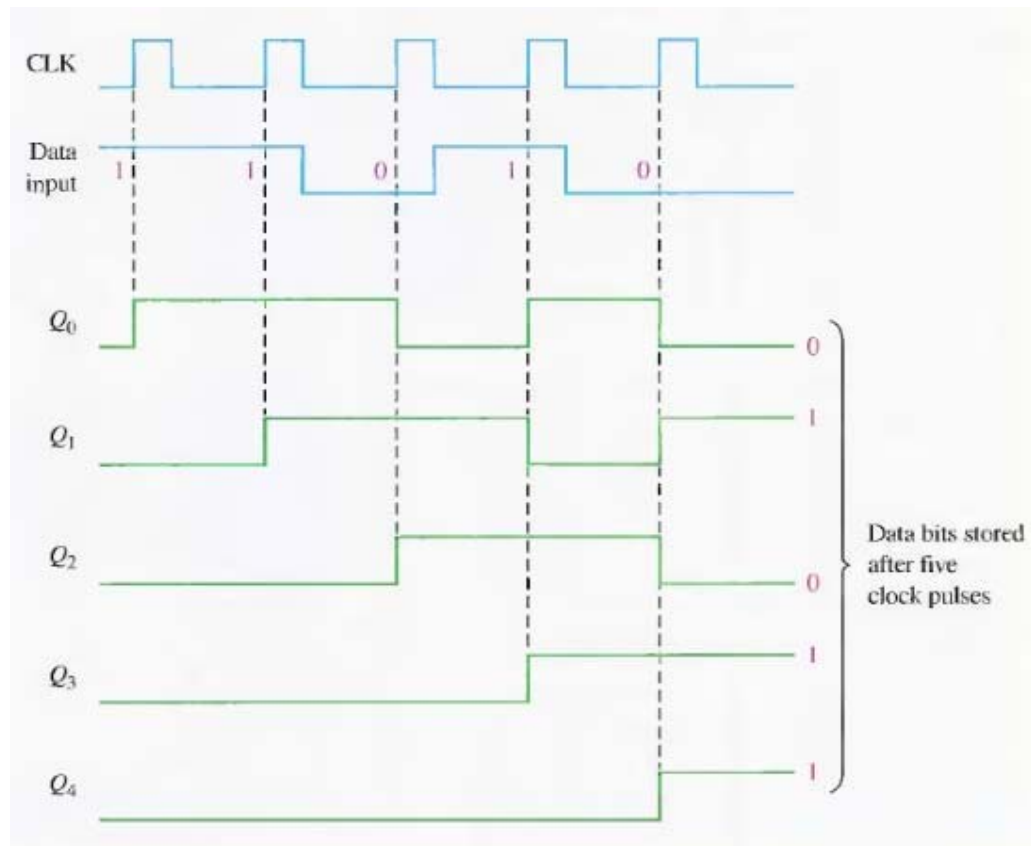 CLK
Data
input
1 1 0 1 0
Q0
0
Q1
1
Q2
0
Q3
1
Q4
1
Data bits stored
after five
clock pulses